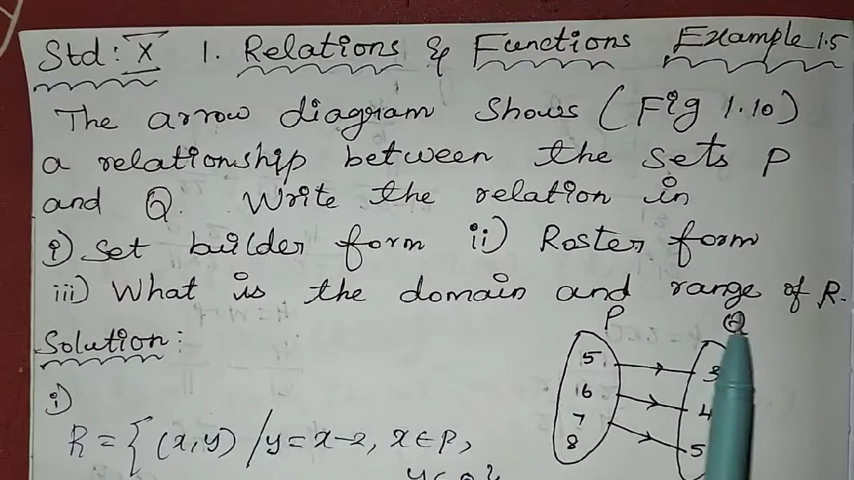 Std: X 1. Relations & Functions Example 1.5
The arrow diagram shows (Fig 1.10)
a relationship between the sets P
and Q. Write the relation in
i) Set builder form ii) Roster form
iii) What is the domain and range of R.
P Q
Solution:
5 3
i)
16 4
7
R = { (x,y) / y = x-2, x ∈ P,
8 5